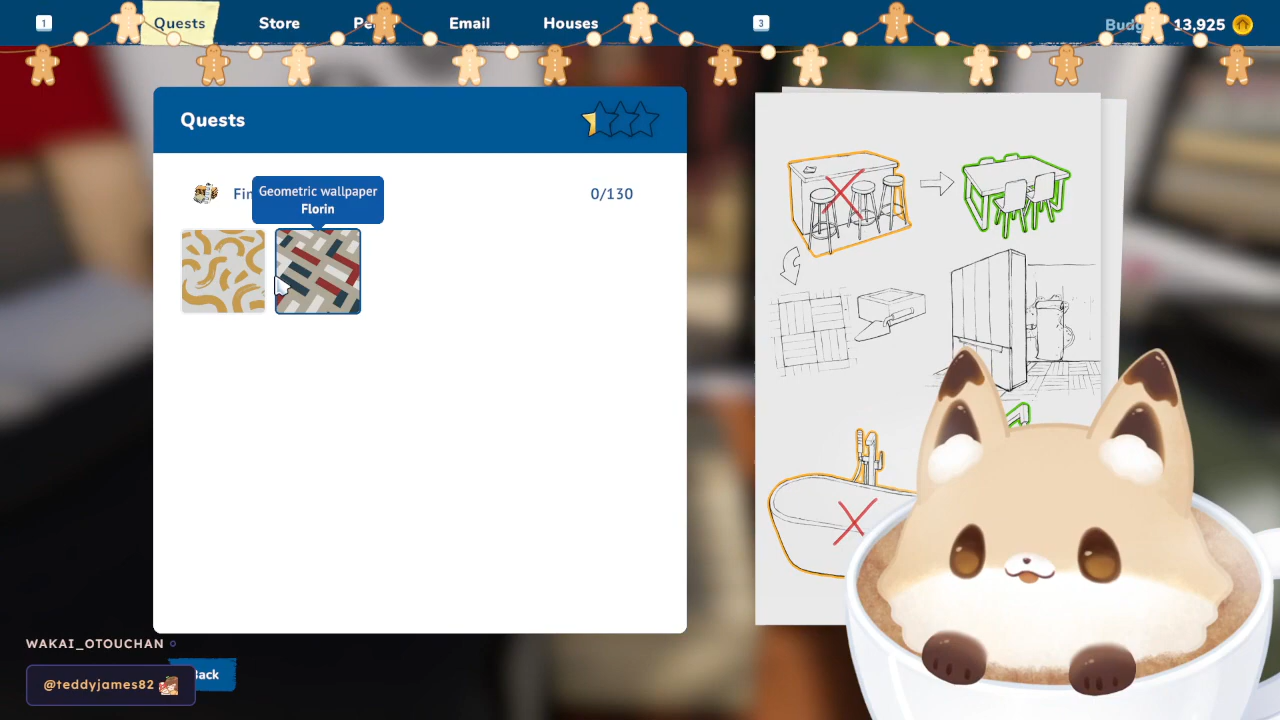 1
Quests
Store
Email
Houses
3
13,925
Quests
0/130
Geometric wallpaper
Florin
WAKAI_OTOUCHAN
@teddyjames82